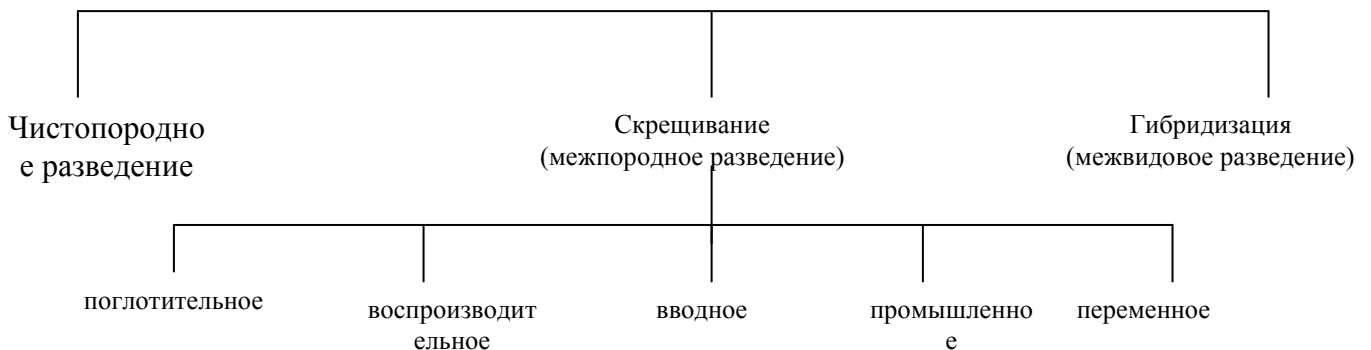 Чистопородно
е разведение
Скрещивание
(межпородное разведение)
Гибридизация
(межвидовое разведение)
поглотительное
воспроизводит
ельное
вводное
промышленно
е
переменное